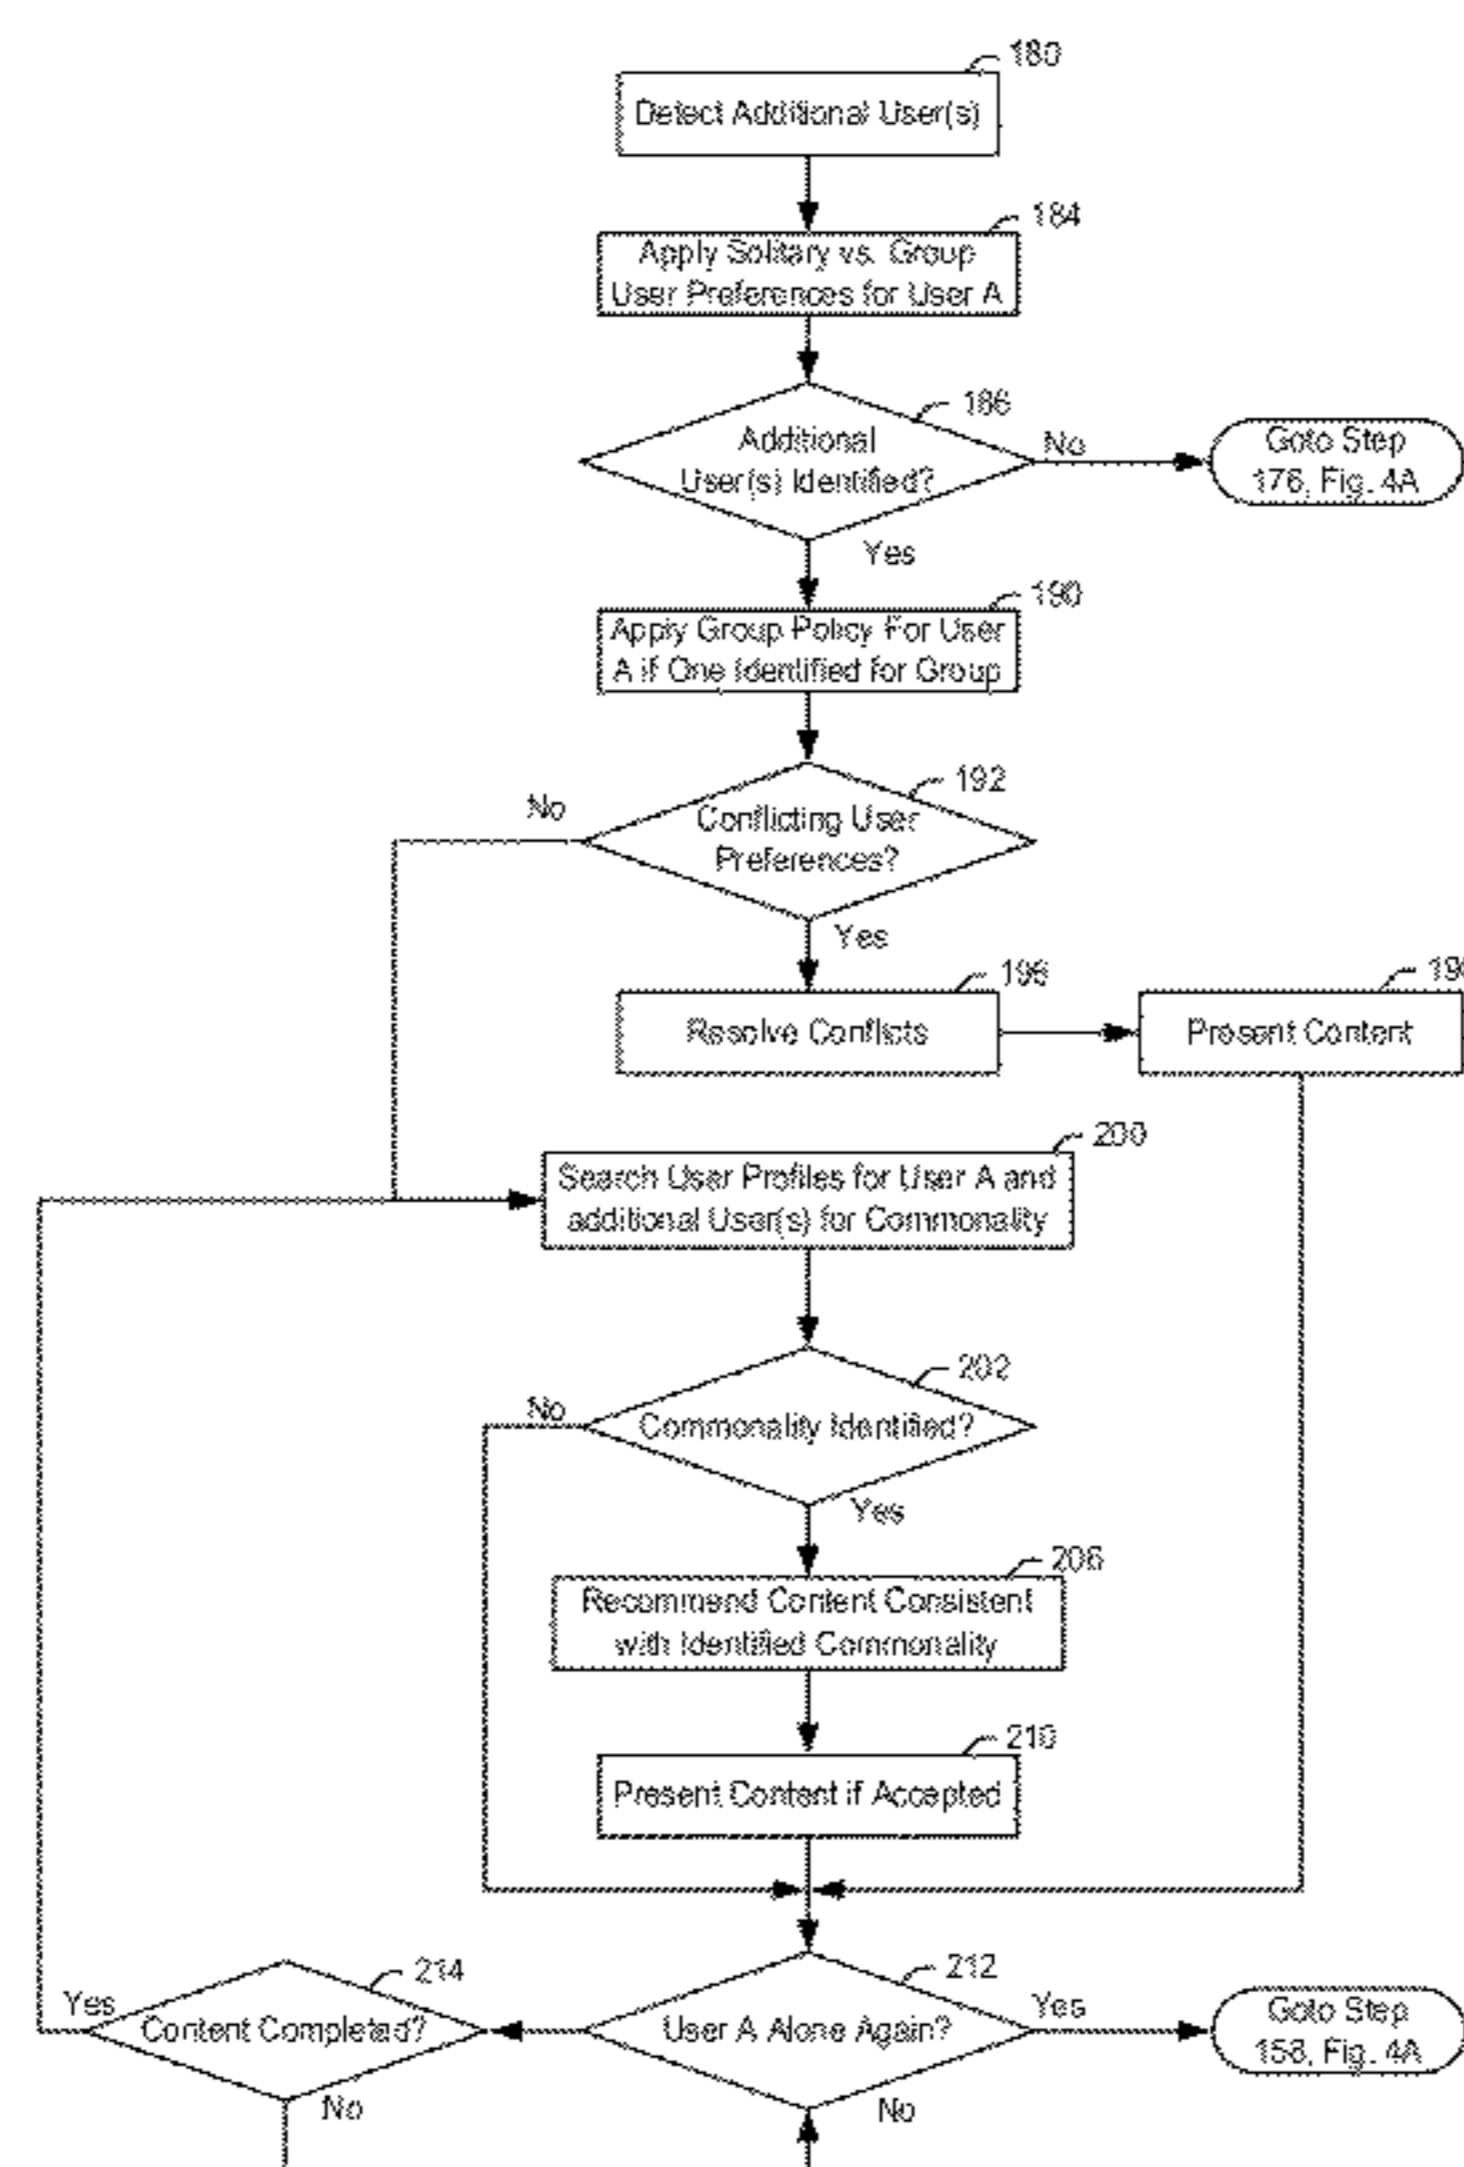 180
Detect Additional User(s)
184
Apply Solitary vs. Group
User Preferences for User A
186
Additional
User(s) Identified?
No
Goto Step
176, Fig. 4A
Yes
190
Apply Group Policy For User
A if One Identified for Group
192
No
Conflicting User
Preferences?
Yes
196
Resolve Conflicts
Present Content
200
Search User Profiles for User A and
additional User(s) for Commonality
202
No
Commonality Identified?
Yes
206
Recommend Content Consistent
with Identified Commonality
210
Present Content if Accepted
214
212
Yes
Content Completed?
User A Alone Again?
Yes
Goto Step
158, Fig. 4A
No
No